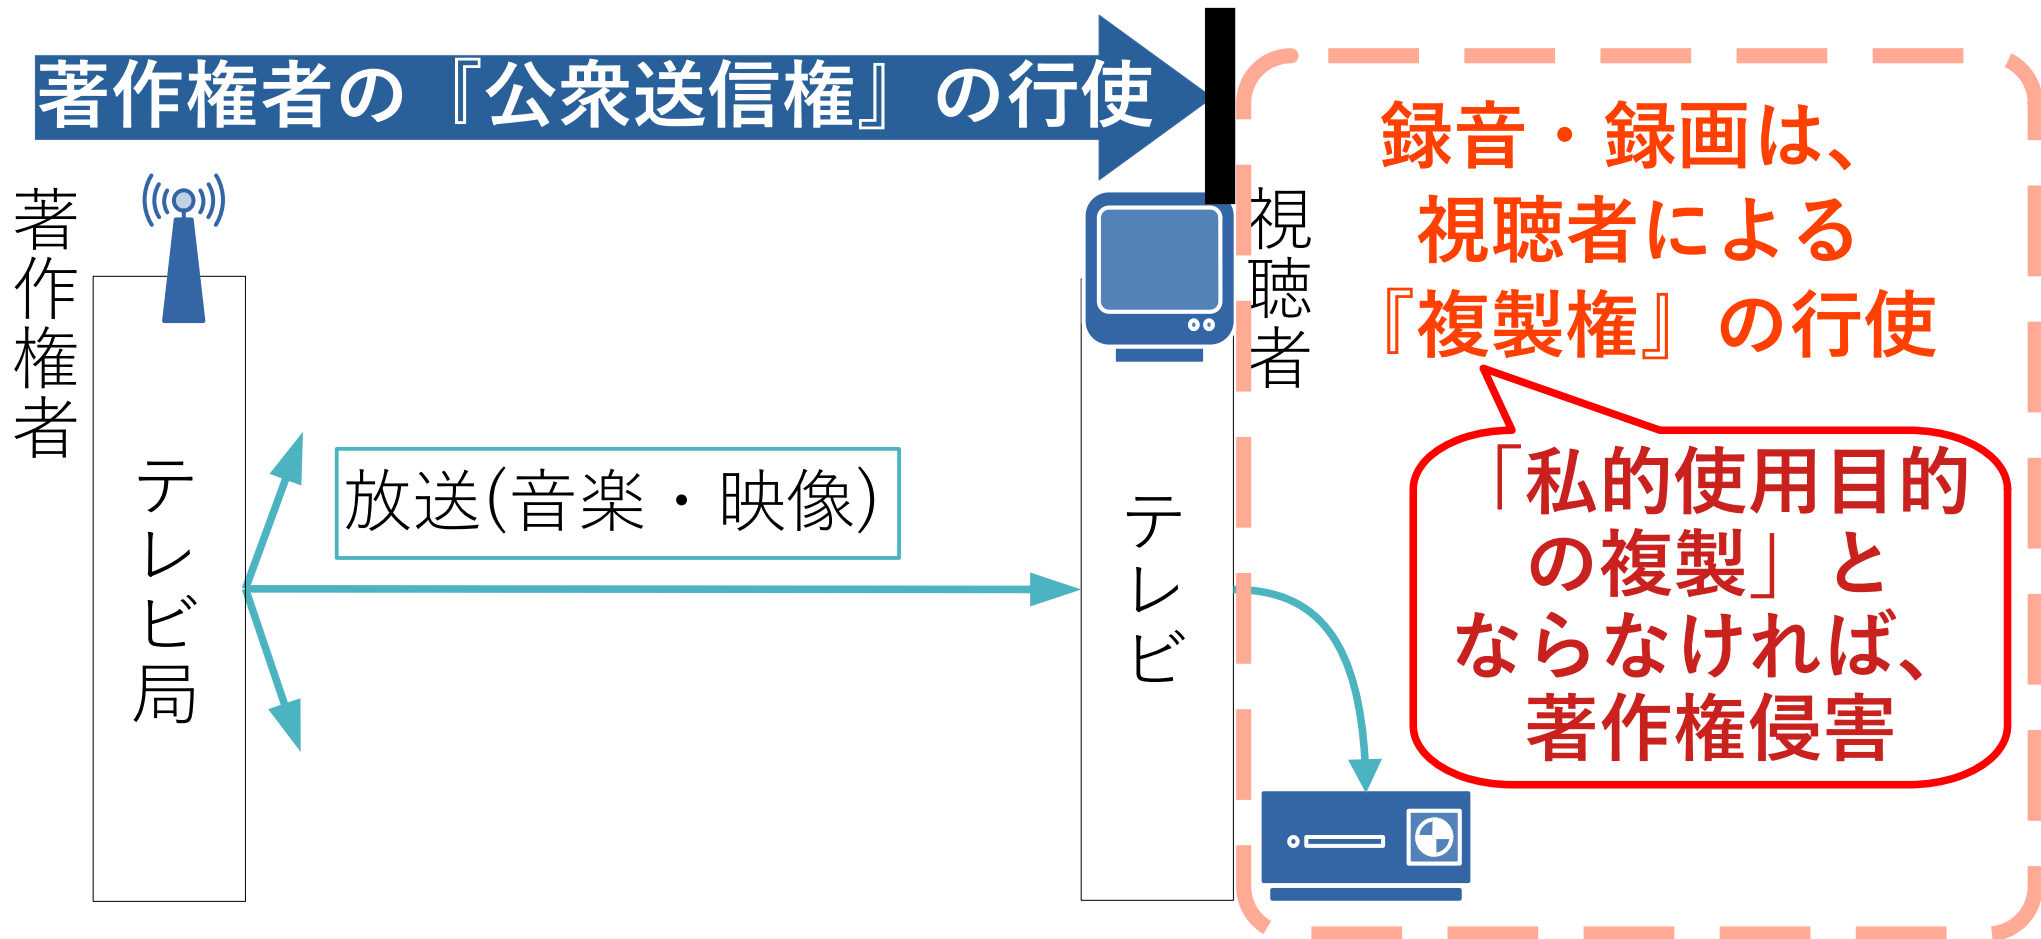 著作権者の『公衆送信権』の行使
著作権者
テレビ局
放送(音楽・映像)
テレビ
視聴者
録音・録画は、
視聴者による
『複製権』の行使
「私的使用目的
の複製」と
ならなければ、
著作権侵害